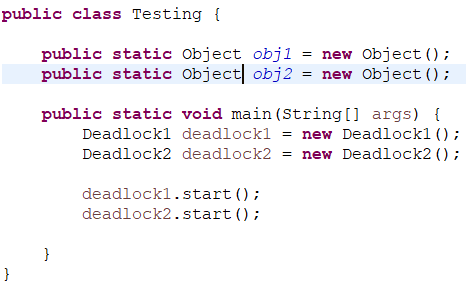 public class Testing {
public static Object obj1 = new Object();
public static Object obj2 = new Object();
public static void main(String[] args) {
Deadlock1 deadlock1 = new Deadlock1();
Deadlock2 deadlock2 = new Deadlock2();
deadlock1.start();
deadlock2.start();
}
}